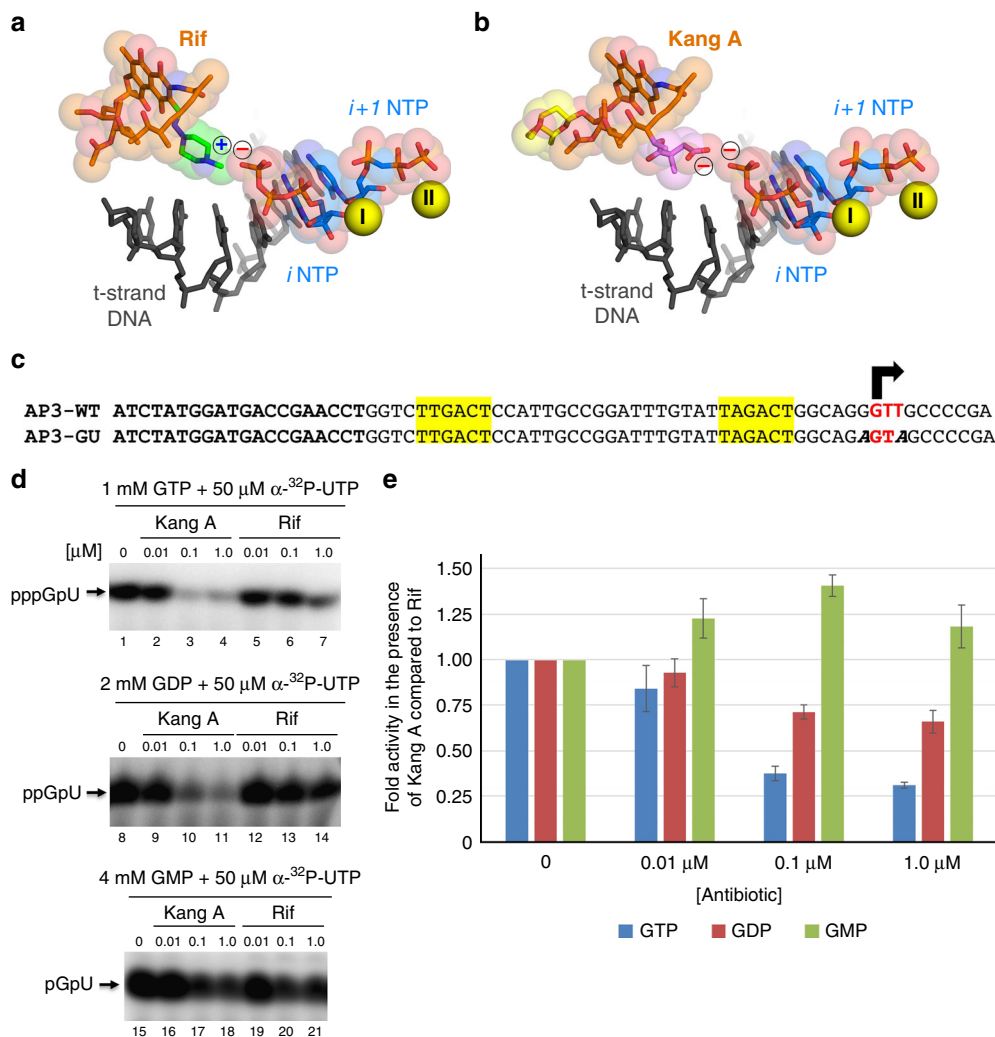 a
Rif
i+1 NTP
+
−
I
II
i NTP
t-strand
DNA
b
Kang A
i+1 NTP
−
−
I
II
i NTP
t-strand
DNA
c
AP3-WT ATCTATGGATGACCGAACCTGGTCTTGACTCCATTGCCGGATTTGTATTAGACTGGCAGGGTTGCCCCGA
AP3-GU ATCTATGGATGACCGAACCTGGTCTTGACTCCATTGCCGGATTTGTATTAGACTGGCAGAGTAGCCCCGA
d
1 mM GTP + 50 µM α-³²P-UTP
Kang A Rif
[µM] 0 0.01 0.1 1.0 0.01 0.1 1.0
pppGpU
1 2 3 4 5 6 7
2 mM GDP + 50 µM α-³²P-UTP
Kang A Rif
0 0.01 0.1 1.0 0.01 0.1 1.0
ppGpU
8 9 10 11 12 13 14
4 mM GMP + 50 µM α-³²P-UTP
Kang A Rif
0 0.01 0.1 1.0 0.01 0.1 1.0
pGpU
15 16 17 18 19 20 21
e
Fold activity in the presence
of Kang A compared to Rif
1.50
1.25
1.00
0.75
0.50
0.25
0
0 0.01 µM 0.1 µM 1.0 µM
[Antibiotic]
GTP GDP GMP